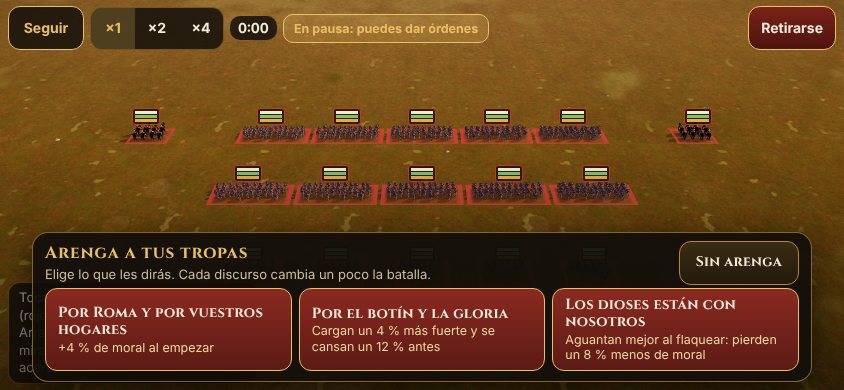 Seguir
×1 ×2 ×4
0:00
En pausa: puedes dar órdenes
Retirarse
Arenga a tus tropas
Elige lo que les dirás. Cada discurso cambia un poco la batalla.
Sin arenga
Por Roma y por vuestros
hogares
+4 % de moral al empezar
Por el botín y la gloria
Cargan un 4 % más fuerte y se
cansan un 12 % antes
Los dioses están con
nosotros
Aguantan mejor al flaquear: pierden
un 8 % menos de moral